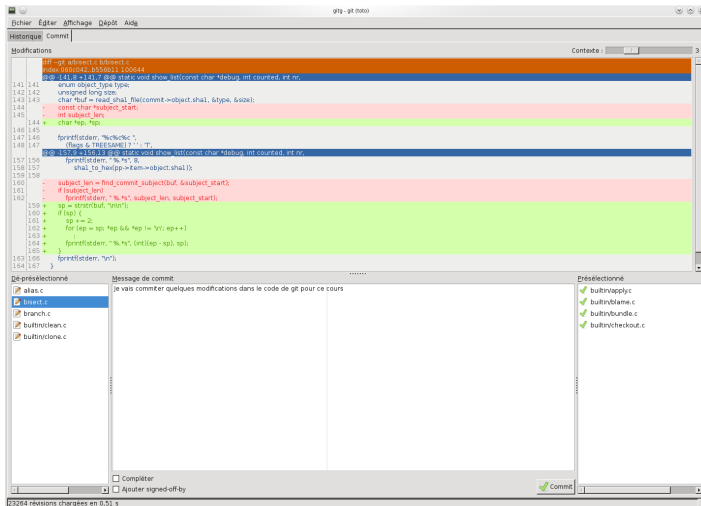 gitg - git (toto)
Fichier Éditer Affichage Dépôt Aide
Historique Commit
Modifications Contexte : 3
diff --git a/bisect.c b/bisect.c
index 060c042..b556b11 100644
@@ -141,8 +141,7 @@ static void show_list(const char *debug, int counted, int nr,
141 141 enum object_type type;
142 142 unsigned long size;
143 143 char *buf = read_sha1_file(commit->object.sha1, &type, &size);
144 - const char *subject_start;
145 - int subject_len;
144 + char *ep, *sp;
146 145
147 146 fprintf(stderr, "%c%c%c ",
148 147 (flags & TREESAME) ? ' ' : 'T',
@@ -157,9 +156,13 @@ static void show_list(const char *debug, int counted, int nr,
157 156 fprintf(stderr, " %.*s", 8,
158 157 sha1_to_hex(pp->item->object.sha1));
159 158
160 - subject_len = find_commit_subject(buf, &subject_start);
161 - if (subject_len)
162 - fprintf(stderr, " %.*s", subject_len, subject_start);
159 + sp = strstr(buf, "\n\n");
160 + if (sp) {
161 + sp += 2;
162 + for (ep = sp; *ep && *ep != '\n'; ep++)
163 + ;
164 + fprintf(stderr, " %.*s", (int)(ep - sp), sp);
165 + }
163 166 fprintf(stderr, "\n");
164 167 }
Dé-présélectionné Message de commit Présélectionné
alias.c Je vais commiter quelques modifications dans le code de git pour ce cours builtin/apply.c
bisect.c builtin/blame.c
branch.c builtin/bundle.c
builtin/clean.c builtin/checkout.c
builtin/clone.c
Compléter
Ajouter signed-off-by Commit
23264 révisions chargées en 0,51 s